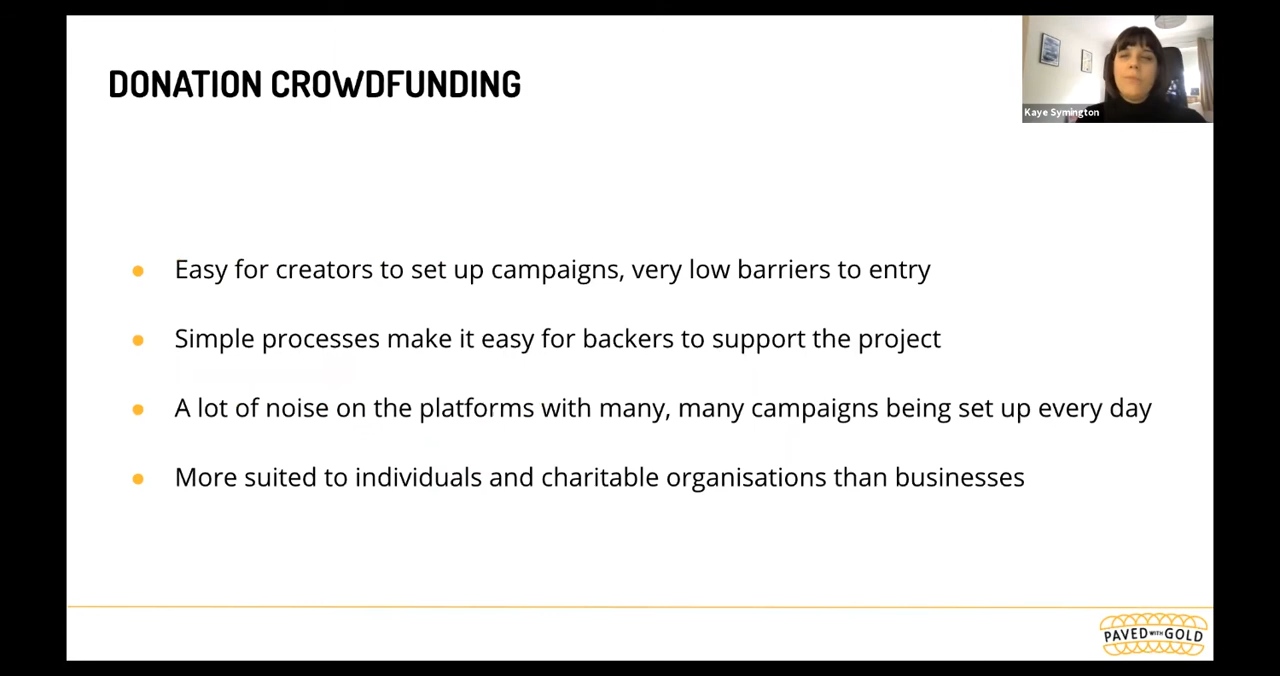 DONATION CROWDFUNDING
Kaye Symington
Easy for creators to set up campaigns, very low barriers to entry
Simple processes make it easy for backers to support the project
A lot of noise on the platforms with many, many campaigns being set up every day
More suited to individuals and charitable organisations than businesses
PAVED WITH GOLD